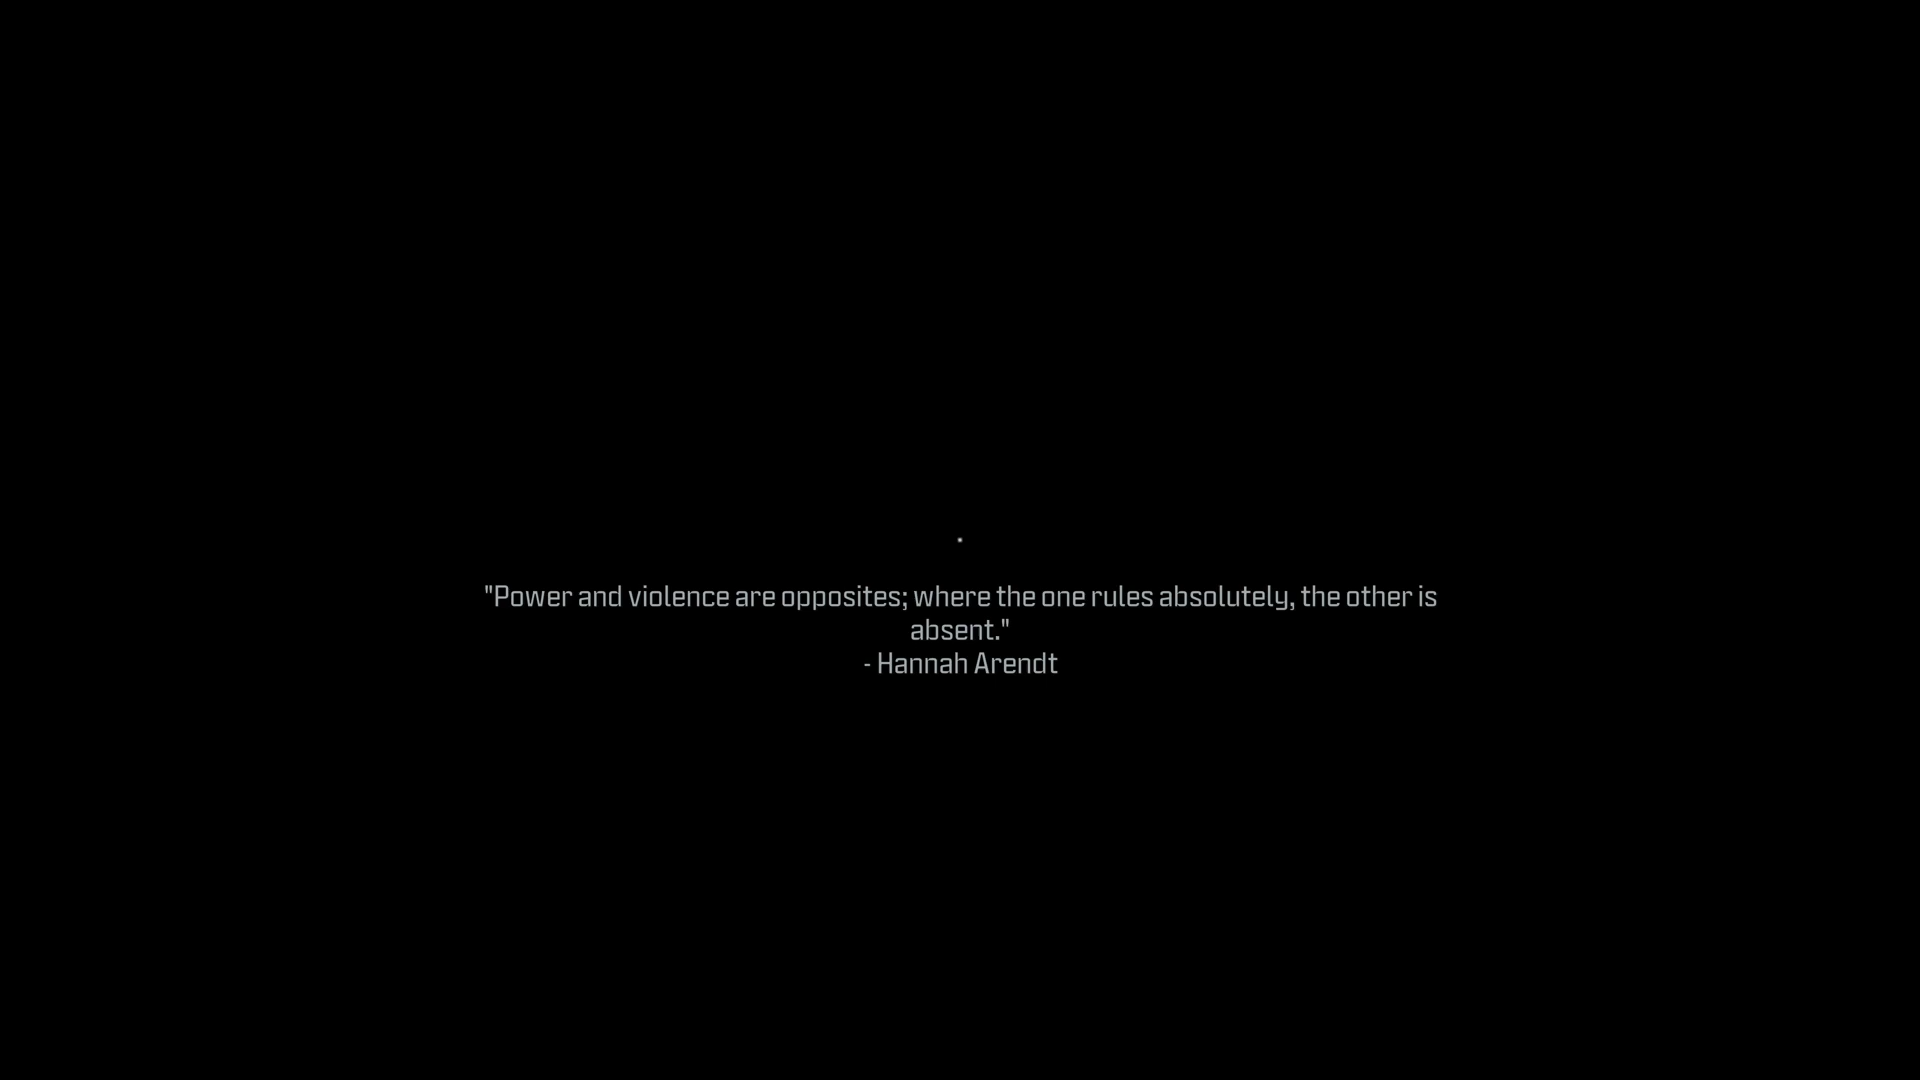 "Power and violence are opposites; where the one rules absolutely, the other is
absent."
- Hannah Arendt